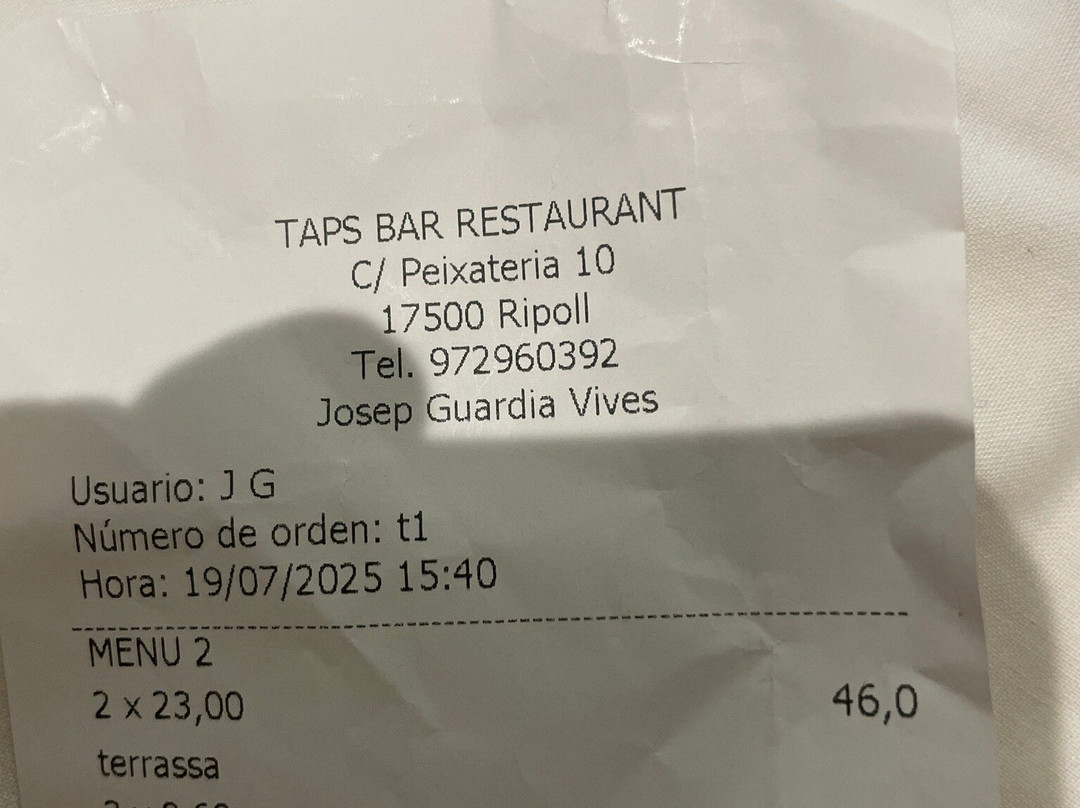 TAPS BAR RESTAURANT
C/ Peixateria 10
17500 Ripoll
Tel. 972960392
Josep Guardia Vives
Usuario: J G
Número de orden: t1
Hora: 19/07/2025 15:40
MENU 2
2 x 23,00 46,0
terrassa